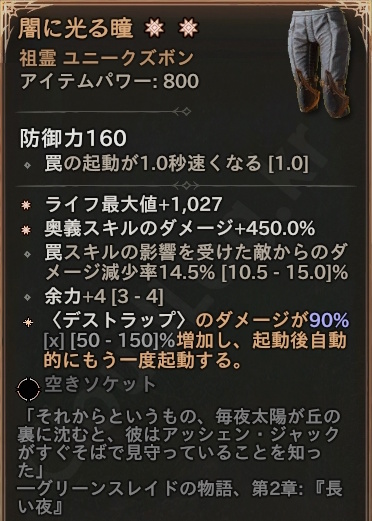 闇に光る瞳
祖霊 ユニークズボン
アイテムパワー: 800
防御力160
罠の起動が1.0秒速くなる [1.0]
ライフ最大値+1,027
奥義スキルのダメージ+450.0%
罠スキルの影響を受けた敵からのダ
メージ減少率14.5% [10.5 - 15.0]%
余力+4 [3 - 4]
〈デストラップ〉のダメージが90%
[x] [50 - 150]%増加し、起動後自動
的にもう一度起動する。
空きソケット
「それからというもの、毎夜太陽が丘の
裏に沈むと、彼はアッシェン・ジャック
がすぐそばで見守っていることを知っ
た」
―グリーンスレイドの物語、第2章:『長
い夜』